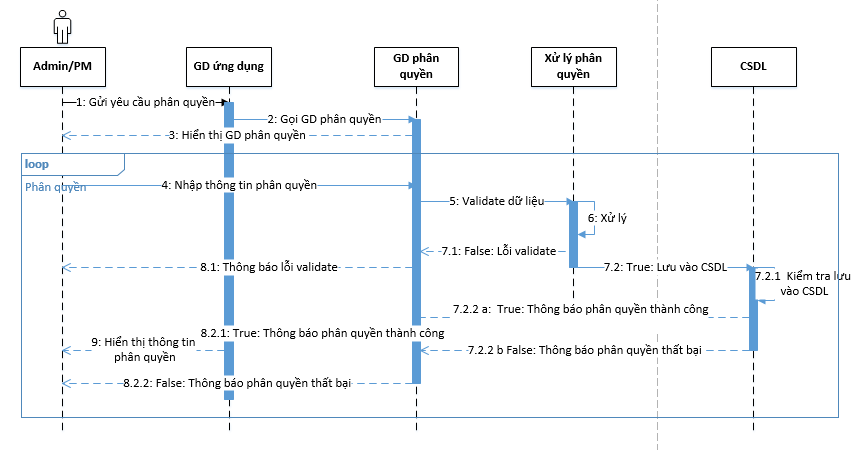 Admin/PM
GD ứng dụng
GD phân
quyền
Xử lý phân
quyền
CSDL
1: Gửi yêu cầu phân quyền
2: Gọi GD phân quyền
3: Hiển thị GD phân quyền
loop
Phân quyền
4: Nhập thông tin phân quyền
5: Validate dữ liệu
6: Xử lý
7.1: False: Lỗi validate
8.1: Thông báo lỗi validate
7.2: True: Lưu vào CSDL
7.2.1 Kiểm tra lưu
vào CSDL
7.2.2 a: True: Thông báo phân quyền thành công
8.2.1: True: Thông báo phân quyền thành công
9: Hiển thị thông tin
phân quyền
7.2.2 b False: Thông báo phân quyền thất bại
8.2.2: False: Thông báo phân quyền thất bại